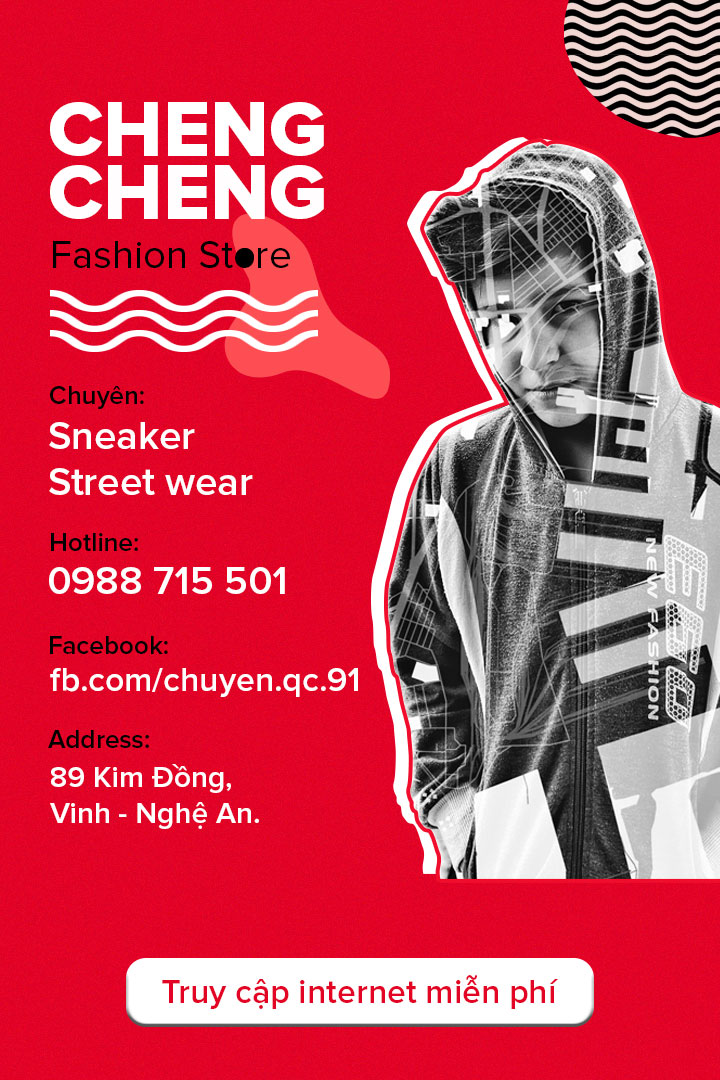 CHENG
CHENG
Fashion Store
Chuyên:
Sneaker
Street wear
Hotline:
0988 715 501
Facebook:
fb.com/chuyen.qc.91
Address:
89 Kim Đồng,
Vinh - Nghệ An.
EGO
NEW FASHION
Truy cập internet miễn phí